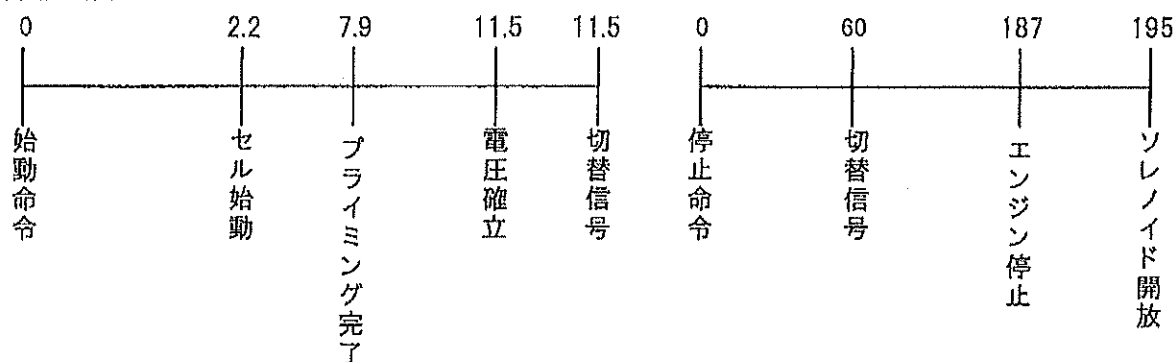 0 2.2 7.9 11.5 11.5 0 60 187 195
始動命令
セル始動
プライミング完了
電圧確立
切替信号
停止命令
切替信号
エンジン停止
ソレノイド開放